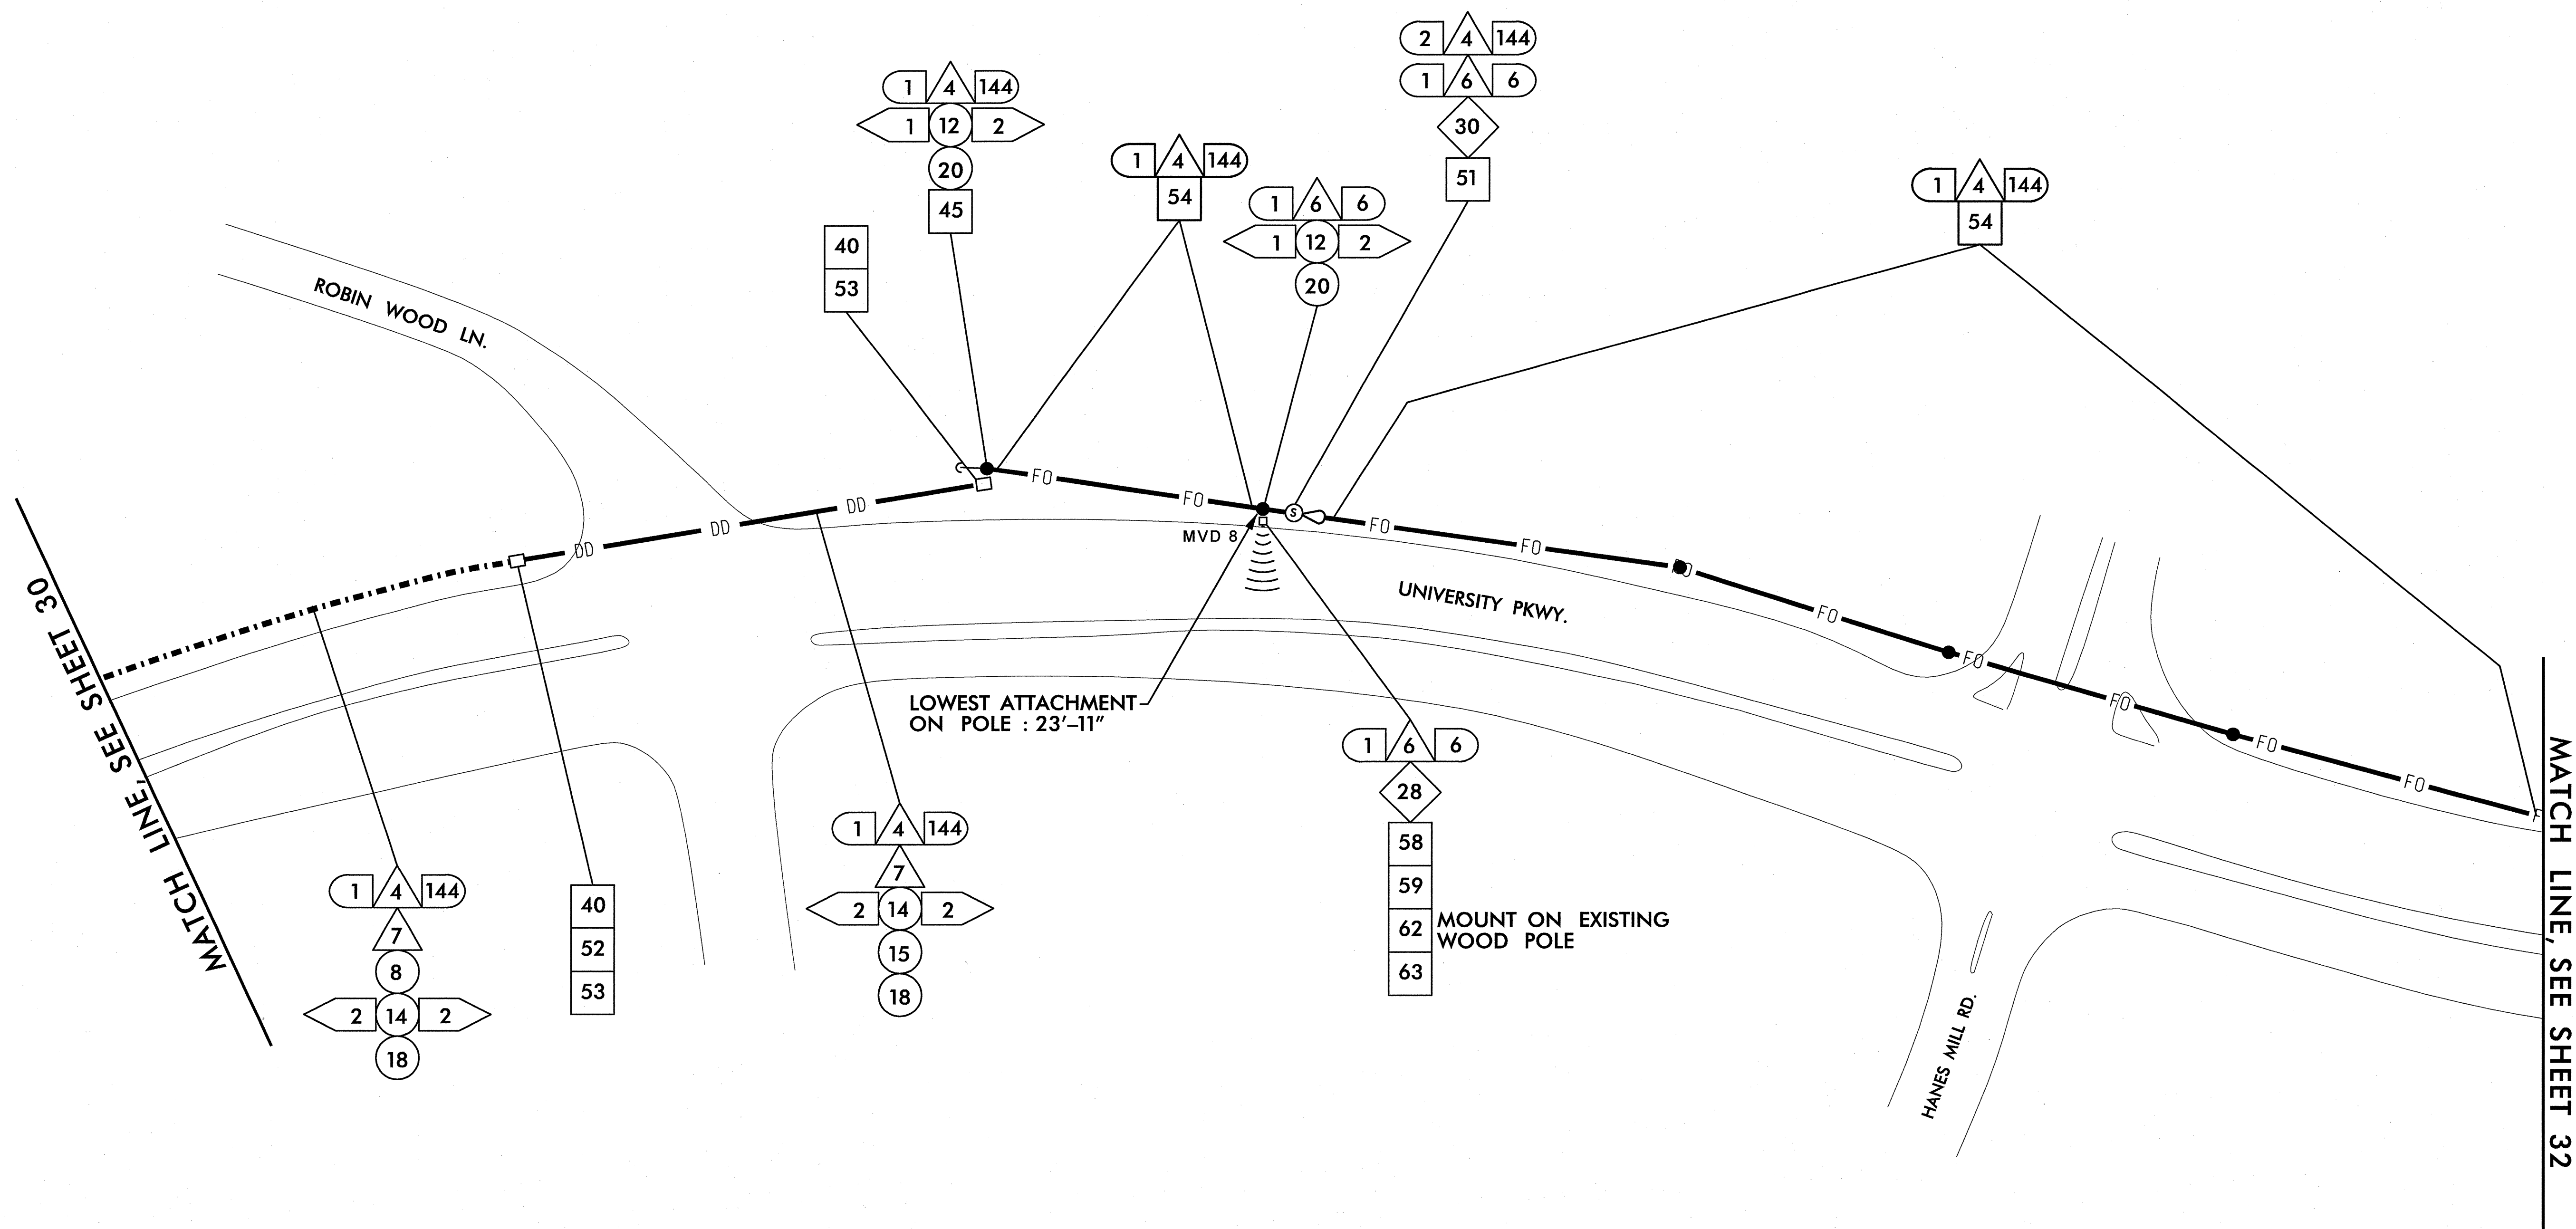 2 4 144
1 6 6
30
51
1 4 144
1 12 2
20
45
1 4 144
54
1 4 144
54
1 6 6
1 12 2
20
40
53
ROBIN WOOD LN.
FO
FO
DD
DD
DD
S
FO
FO
FO
FO
FO
FO
FO
FO
MVD 8
UNIVERSITY PKWY.
LOWEST ATTACHMENT
ON POLE : 23'-11"
MATCH LINE, SEE SHEET 30
MATCH LINE, SEE SHEET 32
1 4 144
7
8
2 14 2
18
40
52
53
1 4 144
7
2 14 2
15
18
1 6 6
28
58
59
62
63
MOUNT ON EXISTING
WOOD POLE
HANES MILL RD.